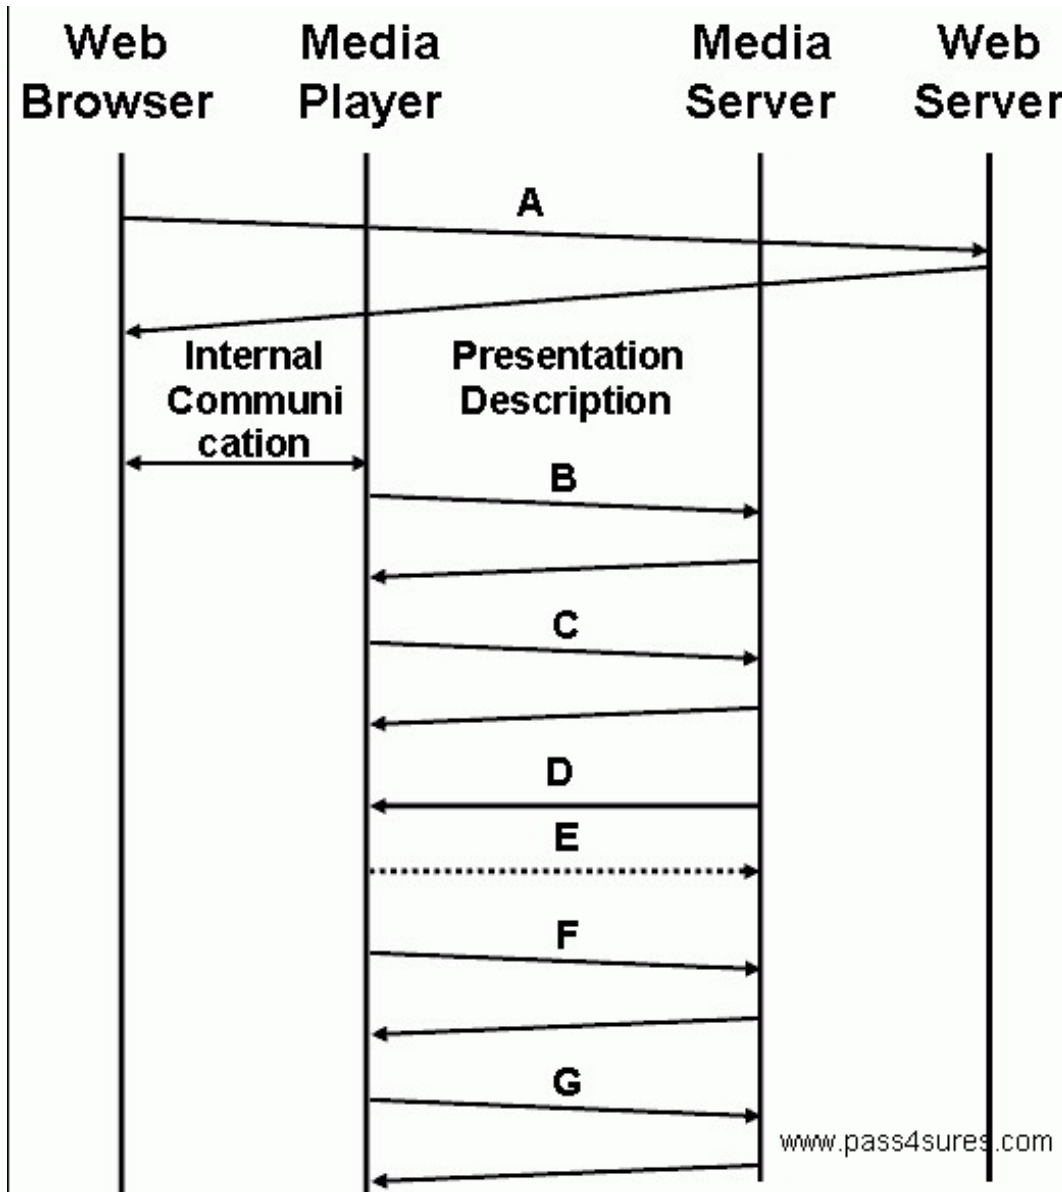 Web Browser
Media Player
Media Server
Web Server
A
Internal Communi cation
Presentation Description
B
C
D
E
F
G
www.pass4sures.com